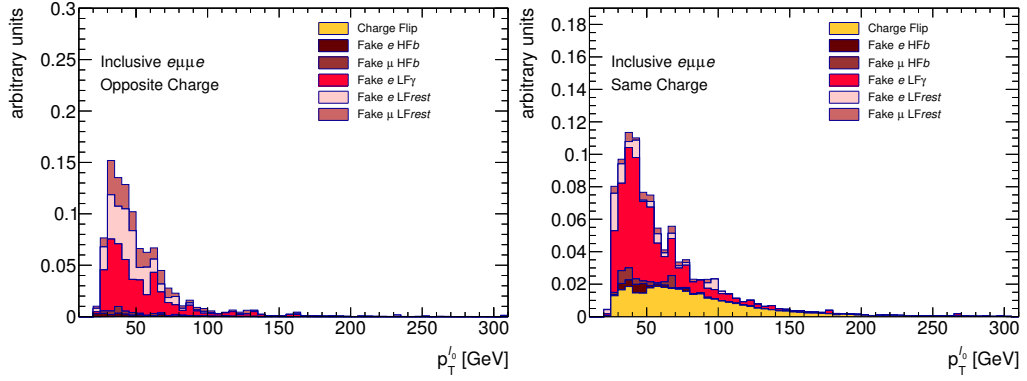 arbitrary units
0.3
0.25
0.2
0.15
0.1
0.05
0
Inclusive eμμe
Opposite Charge
Charge Flip
Fake e HFb
Fake μ HFb
Fake e LFγ
Fake e LFrest
Fake μ LFrest
50 100 150 200 250 300
p_T^{l_0} [GeV]
arbitrary units
0.18
0.16
0.14
0.12
0.1
0.08
0.06
0.04
0.02
0
Inclusive eμμe
Same Charge
Charge Flip
Fake e HFb
Fake μ HFb
Fake e LFγ
Fake e LFrest
Fake μ LFrest
50 100 150 200 250 300
p_T^{l_0} [GeV]